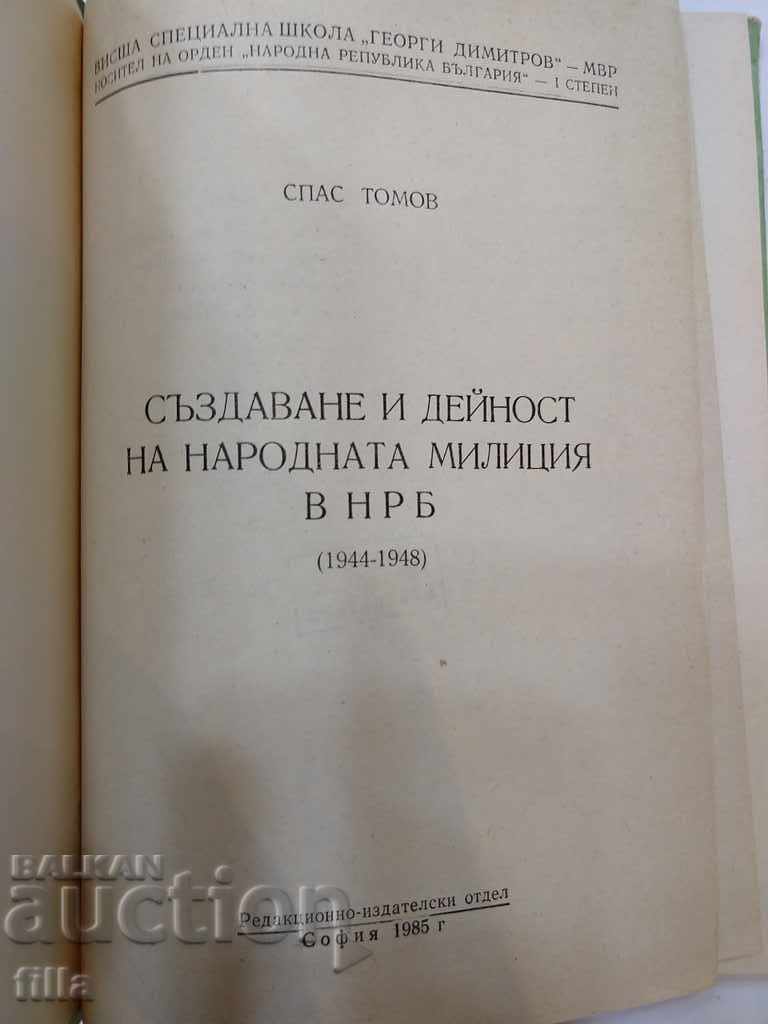 ВИСША СПЕЦИАЛНА ШКОЛА „ГЕОРГИ ДИМИТРОВ“ – МВР
НОСИТЕЛ НА ОРДЕН „НАРОДНА РЕПУБЛИКА БЪЛГАРИЯ“ – I СТЕПЕН
СПАС ТОМОВ
СЪЗДАВАНЕ И ДЕЙНОСТ
НА НАРОДНАТА МИЛИЦИЯ
В НРБ
(1944-1948)
Редакционно-издателски отдел
София 1985 г
BALKAN
auction
filla